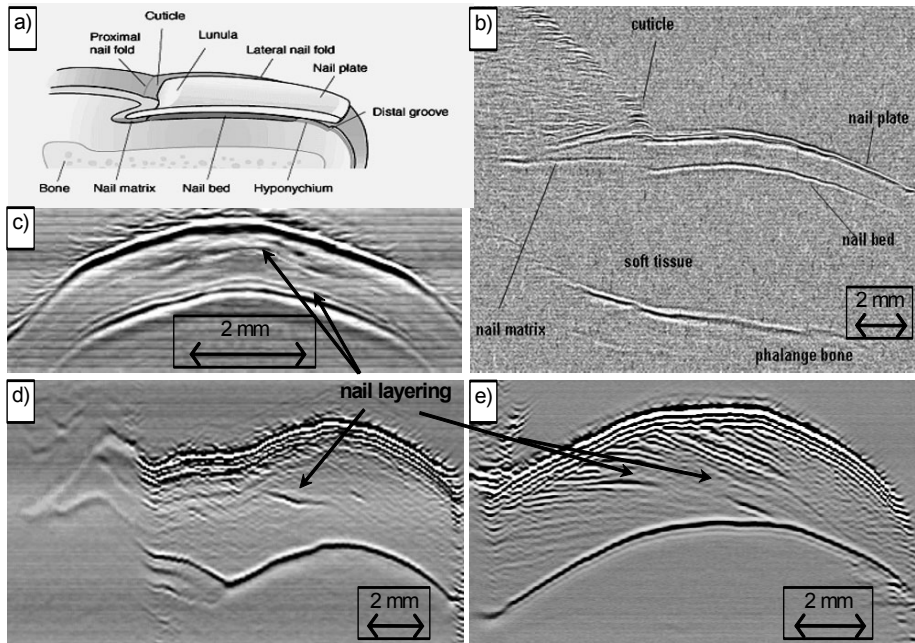 a)
Cuticle
Proximal
nail fold
Lunula
Lateral nail fold
Nail plate
Distal groove
Bone
Nail matrix
Nail bed
Hyponychium
b)
cuticle
nail plate
nail bed
soft tissue
nail matrix
2 mm
phalange bone
c)
2 mm
nail layering
d)
2 mm
e)
2 mm